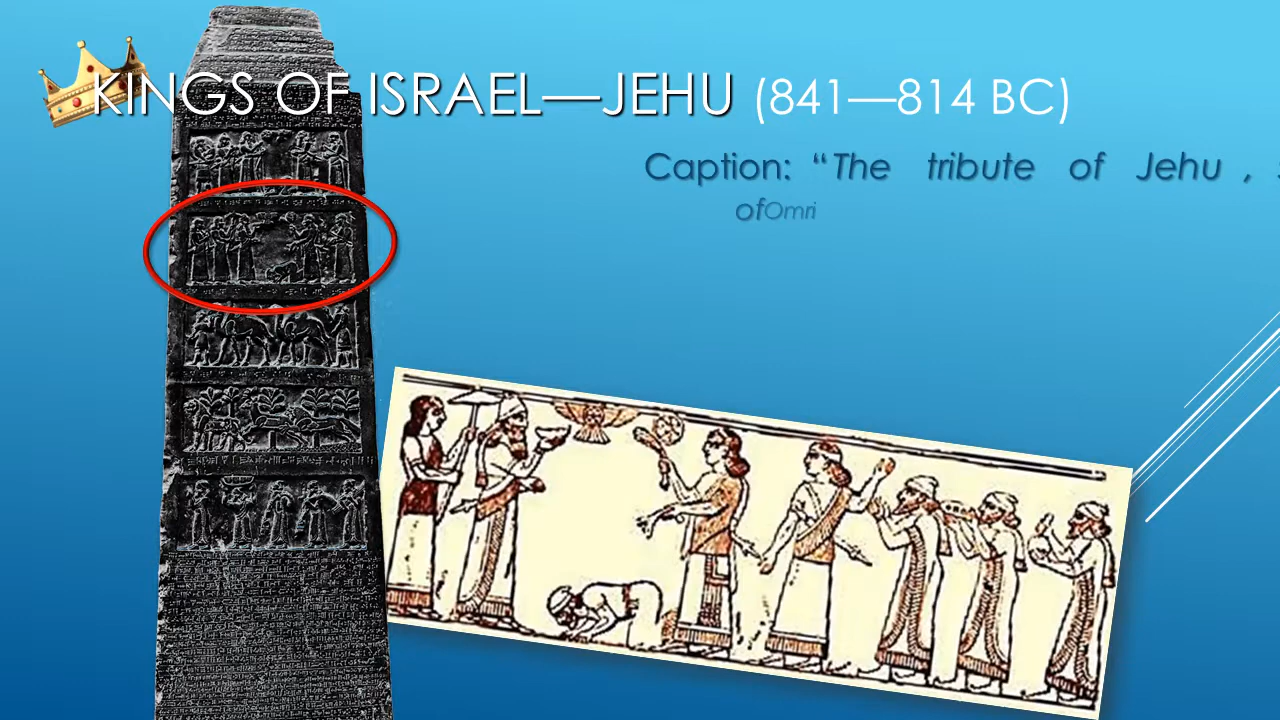 KINGS OF ISRAEL—JEHU (841—814 BC)
Caption: “The tribute of Jehu ,
ofOmri